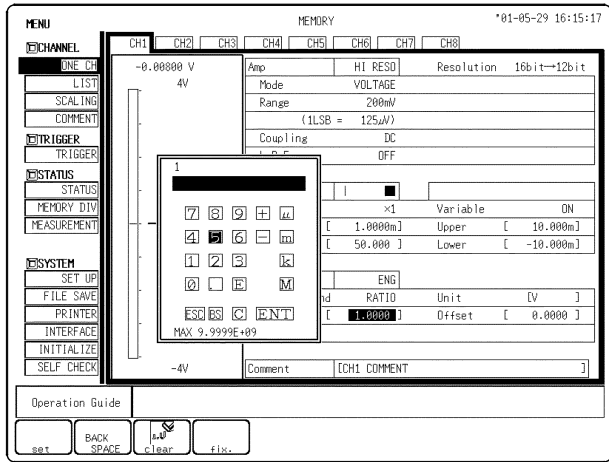 MENU
MEMORY
'01-05-29 16:15:17
CHANNEL
ONE CH
LIST
SCALING
COMMENT
TRIGGER
TRIGGER
STATUS
STATUS
MEMORY DIV
MEASUREMENT
SYSTEM
SET UP
FILE SAVE
PRINTER
INTERFACE
INITIALIZE
SELF CHECK
CH1 CH2 CH3 CH4 CH5 CH6 CH7 CH8
-0.00800 V
4V
-4V
Amp HI RESO Resolution 16bit→12bit
Mode VOLTAGE
Range 200mV
(1LSB = 125μV)
Coupling DC
OFF
×1 Variable ON
[ 1.0000m] Upper [ 10.000m]
[ 50.000 ] Lower [ -10.000m]
ENG
RATIO Unit [V ]
[ 1.0000 ] Offset [ 0.0000 ]
Comment [CH1 COMMENT ]
1
7 8 9 + μ
4 5 6 - m
1 2 3 k
0 . E M
ESC BS C ENT
MAX 9.9999E+09
Operation Guide
set
BACK SPACE
clear
fix.